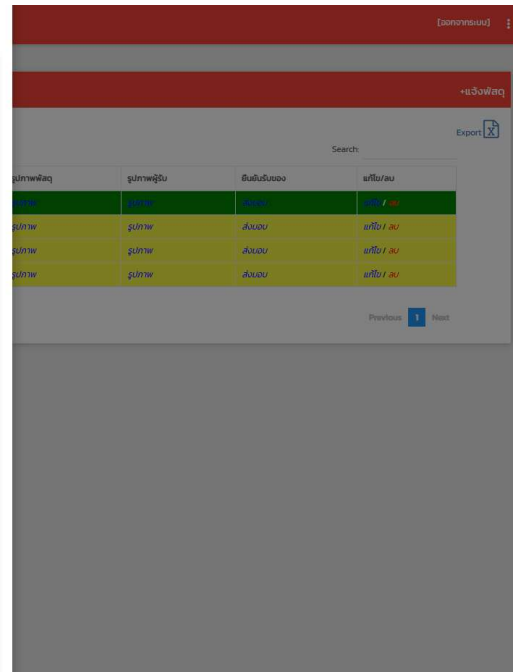 [ออกจากระบบ]
+แจ้งพัสดุ
Export
Search:
รูปภาพพัสดุ รูปภาพผู้รับ ยืนยันรับของ แก้ไข/ลบ
รูปภาพ รูปภาพ ส่งมอบ แก้ไข / ลบ
รูปภาพ รูปภาพ ส่งมอบ แก้ไข / ลบ
รูปภาพ รูปภาพ ส่งมอบ แก้ไข / ลบ
รูปภาพ รูปภาพ ส่งมอบ แก้ไข / ลบ
Previous 1 Next